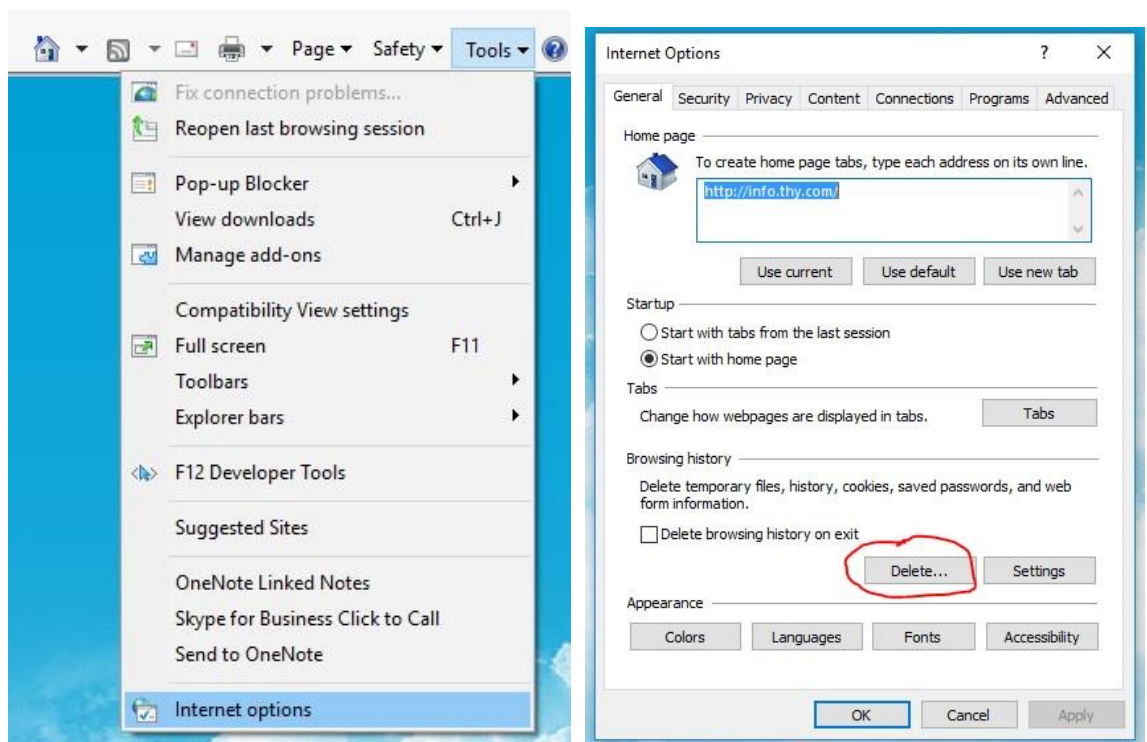 Page Safety Tools
Fix connection problems...
Reopen last browsing session
Pop-up Blocker
View downloads Ctrl+J
Manage add-ons
Compatibility View settings
Full screen F11
Toolbars
Explorer bars
F12 Developer Tools
Suggested Sites
OneNote Linked Notes
Skype for Business Click to Call
Send to OneNote
Internet options
Internet Options ? X
General Security Privacy Content Connections Programs Advanced
Home page
To create home page tabs, type each address on its own line.
http://info.thy.com/
Use current Use default Use new tab
Startup
Start with tabs from the last session
Start with home page
Tabs
Change how webpages are displayed in tabs. Tabs
Browsing history
Delete temporary files, history, cookies, saved passwords, and web
form information.
Delete browsing history on exit
Delete... Settings
Appearance
Colors Languages Fonts Accessibility
OK Cancel Apply